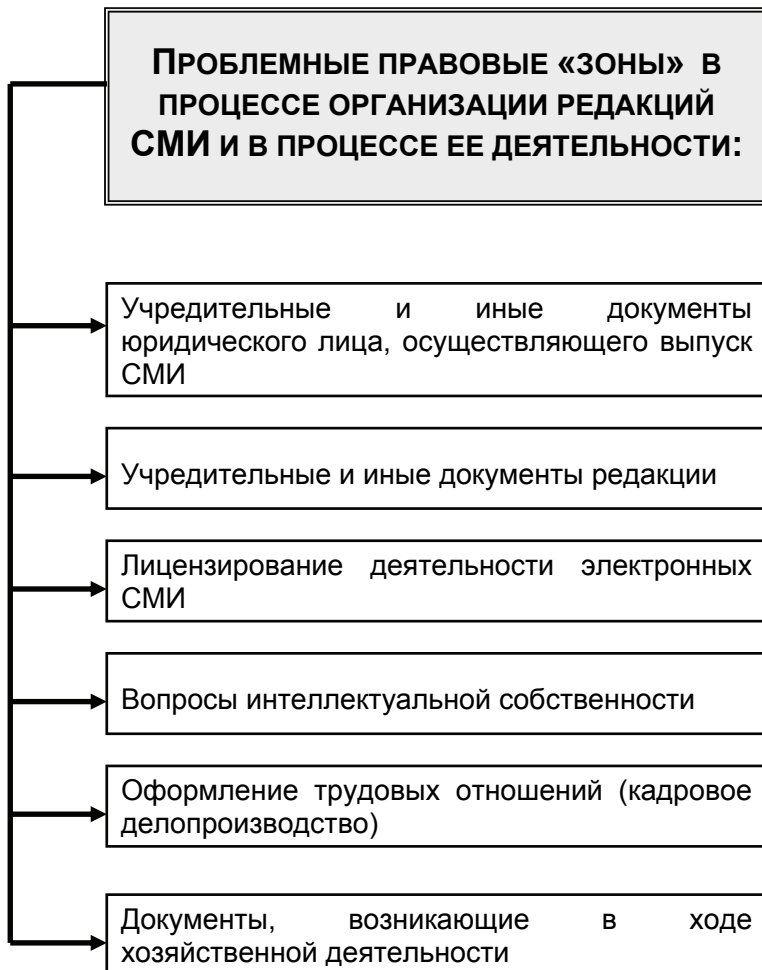 ПРОБЛЕМНЫЕ ПРАВОВЫЕ «ЗОНЫ» В
ПРОЦЕССЕ ОРГАНИЗАЦИИ РЕДАКЦИЙ
СМИ И В ПРОЦЕССЕ ЕЕ ДЕЯТЕЛЬНОСТИ:
Учредительные и иные документы
юридического лица, осуществляющего выпуск
СМИ
Учредительные и иные документы редакции
Лицензирование деятельности электронных
СМИ
Вопросы интеллектуальной собственности
Оформление трудовых отношений (кадровое
делопроизводство)
Документы, возникающие в ходе
хозяйственной деятельности